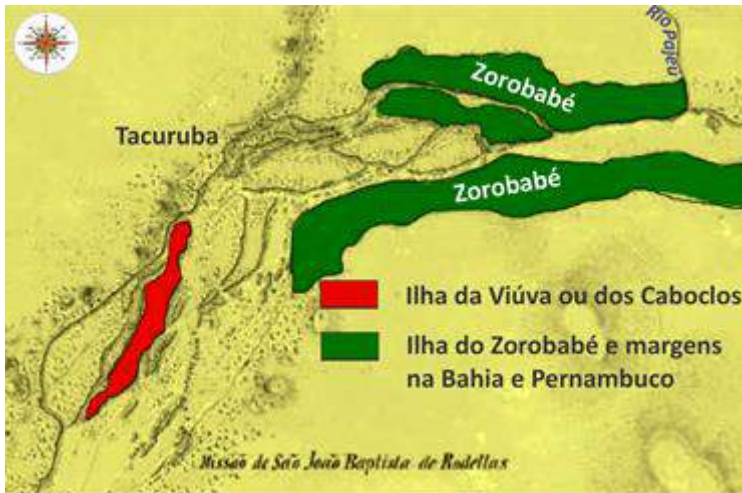 Rio Pajeú
Zorobabé
Tacuruba
Zorobabé
Ilha da Viúva ou dos Caboclos
Ilha do Zorobabé e margens
na Bahia e Pernambuco
Missão de São João Baptista de Rodellas